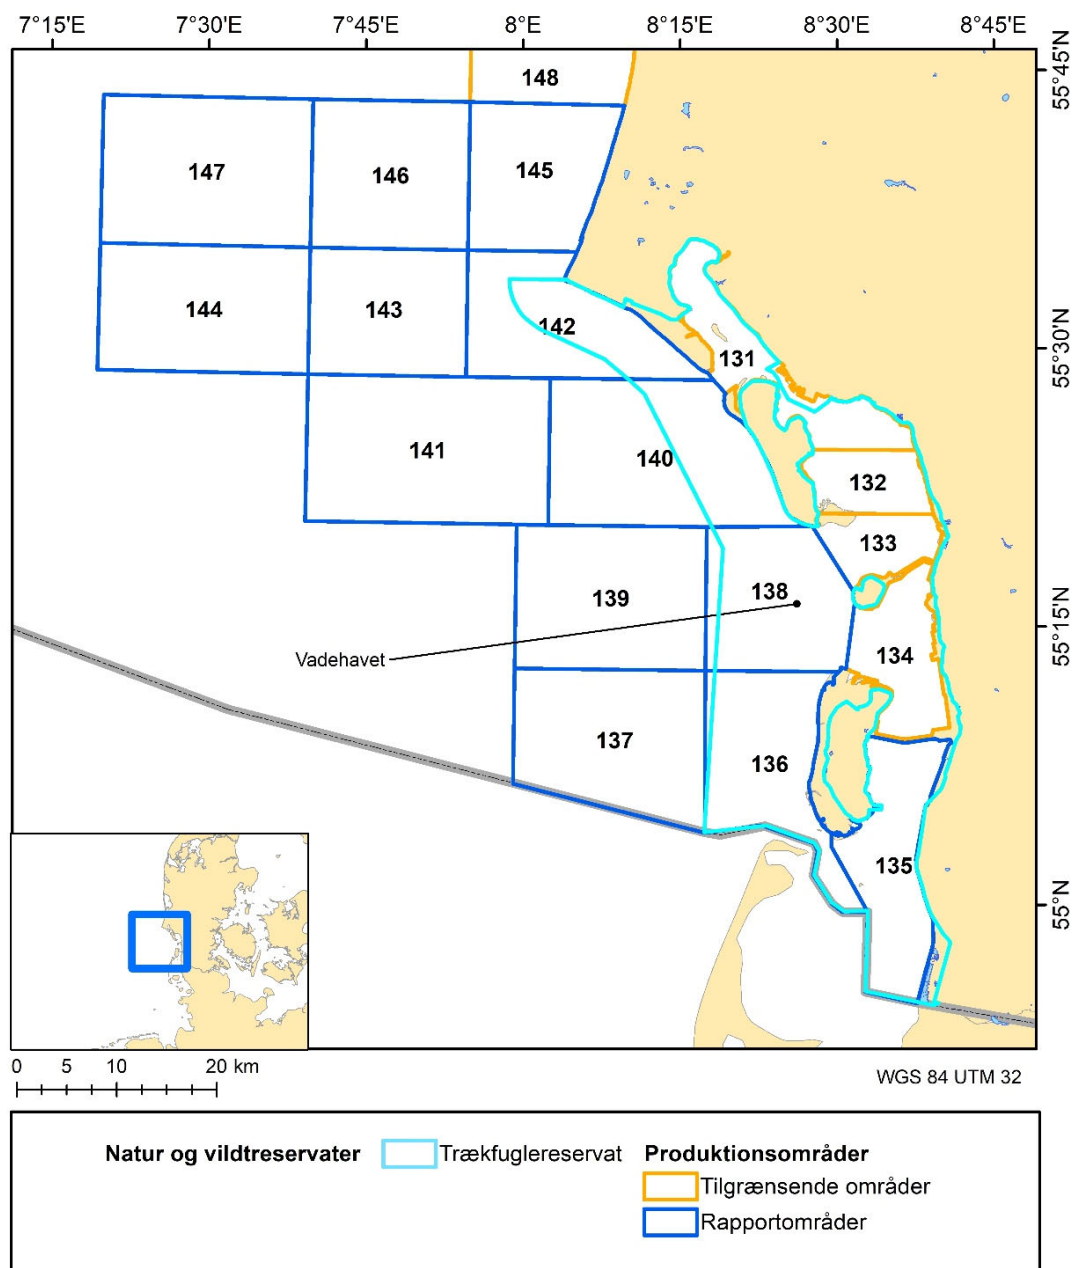 7°15'E 7°30'E 7°45'E 8°0'E 8°15'E 8°30'E 8°45'E
55°45'N
148
147 146 145
144 143 142
55°30'N
131
141 140
132
133
139 138
55°15'N
Vadehavet
134
137 136
135
55°N
0 5 10 20 km
WGS 84 UTM 32
Natur og vildtreservater Trækfuglereservat Produktionsområder
Tilgrænsende områder
Rapportområder